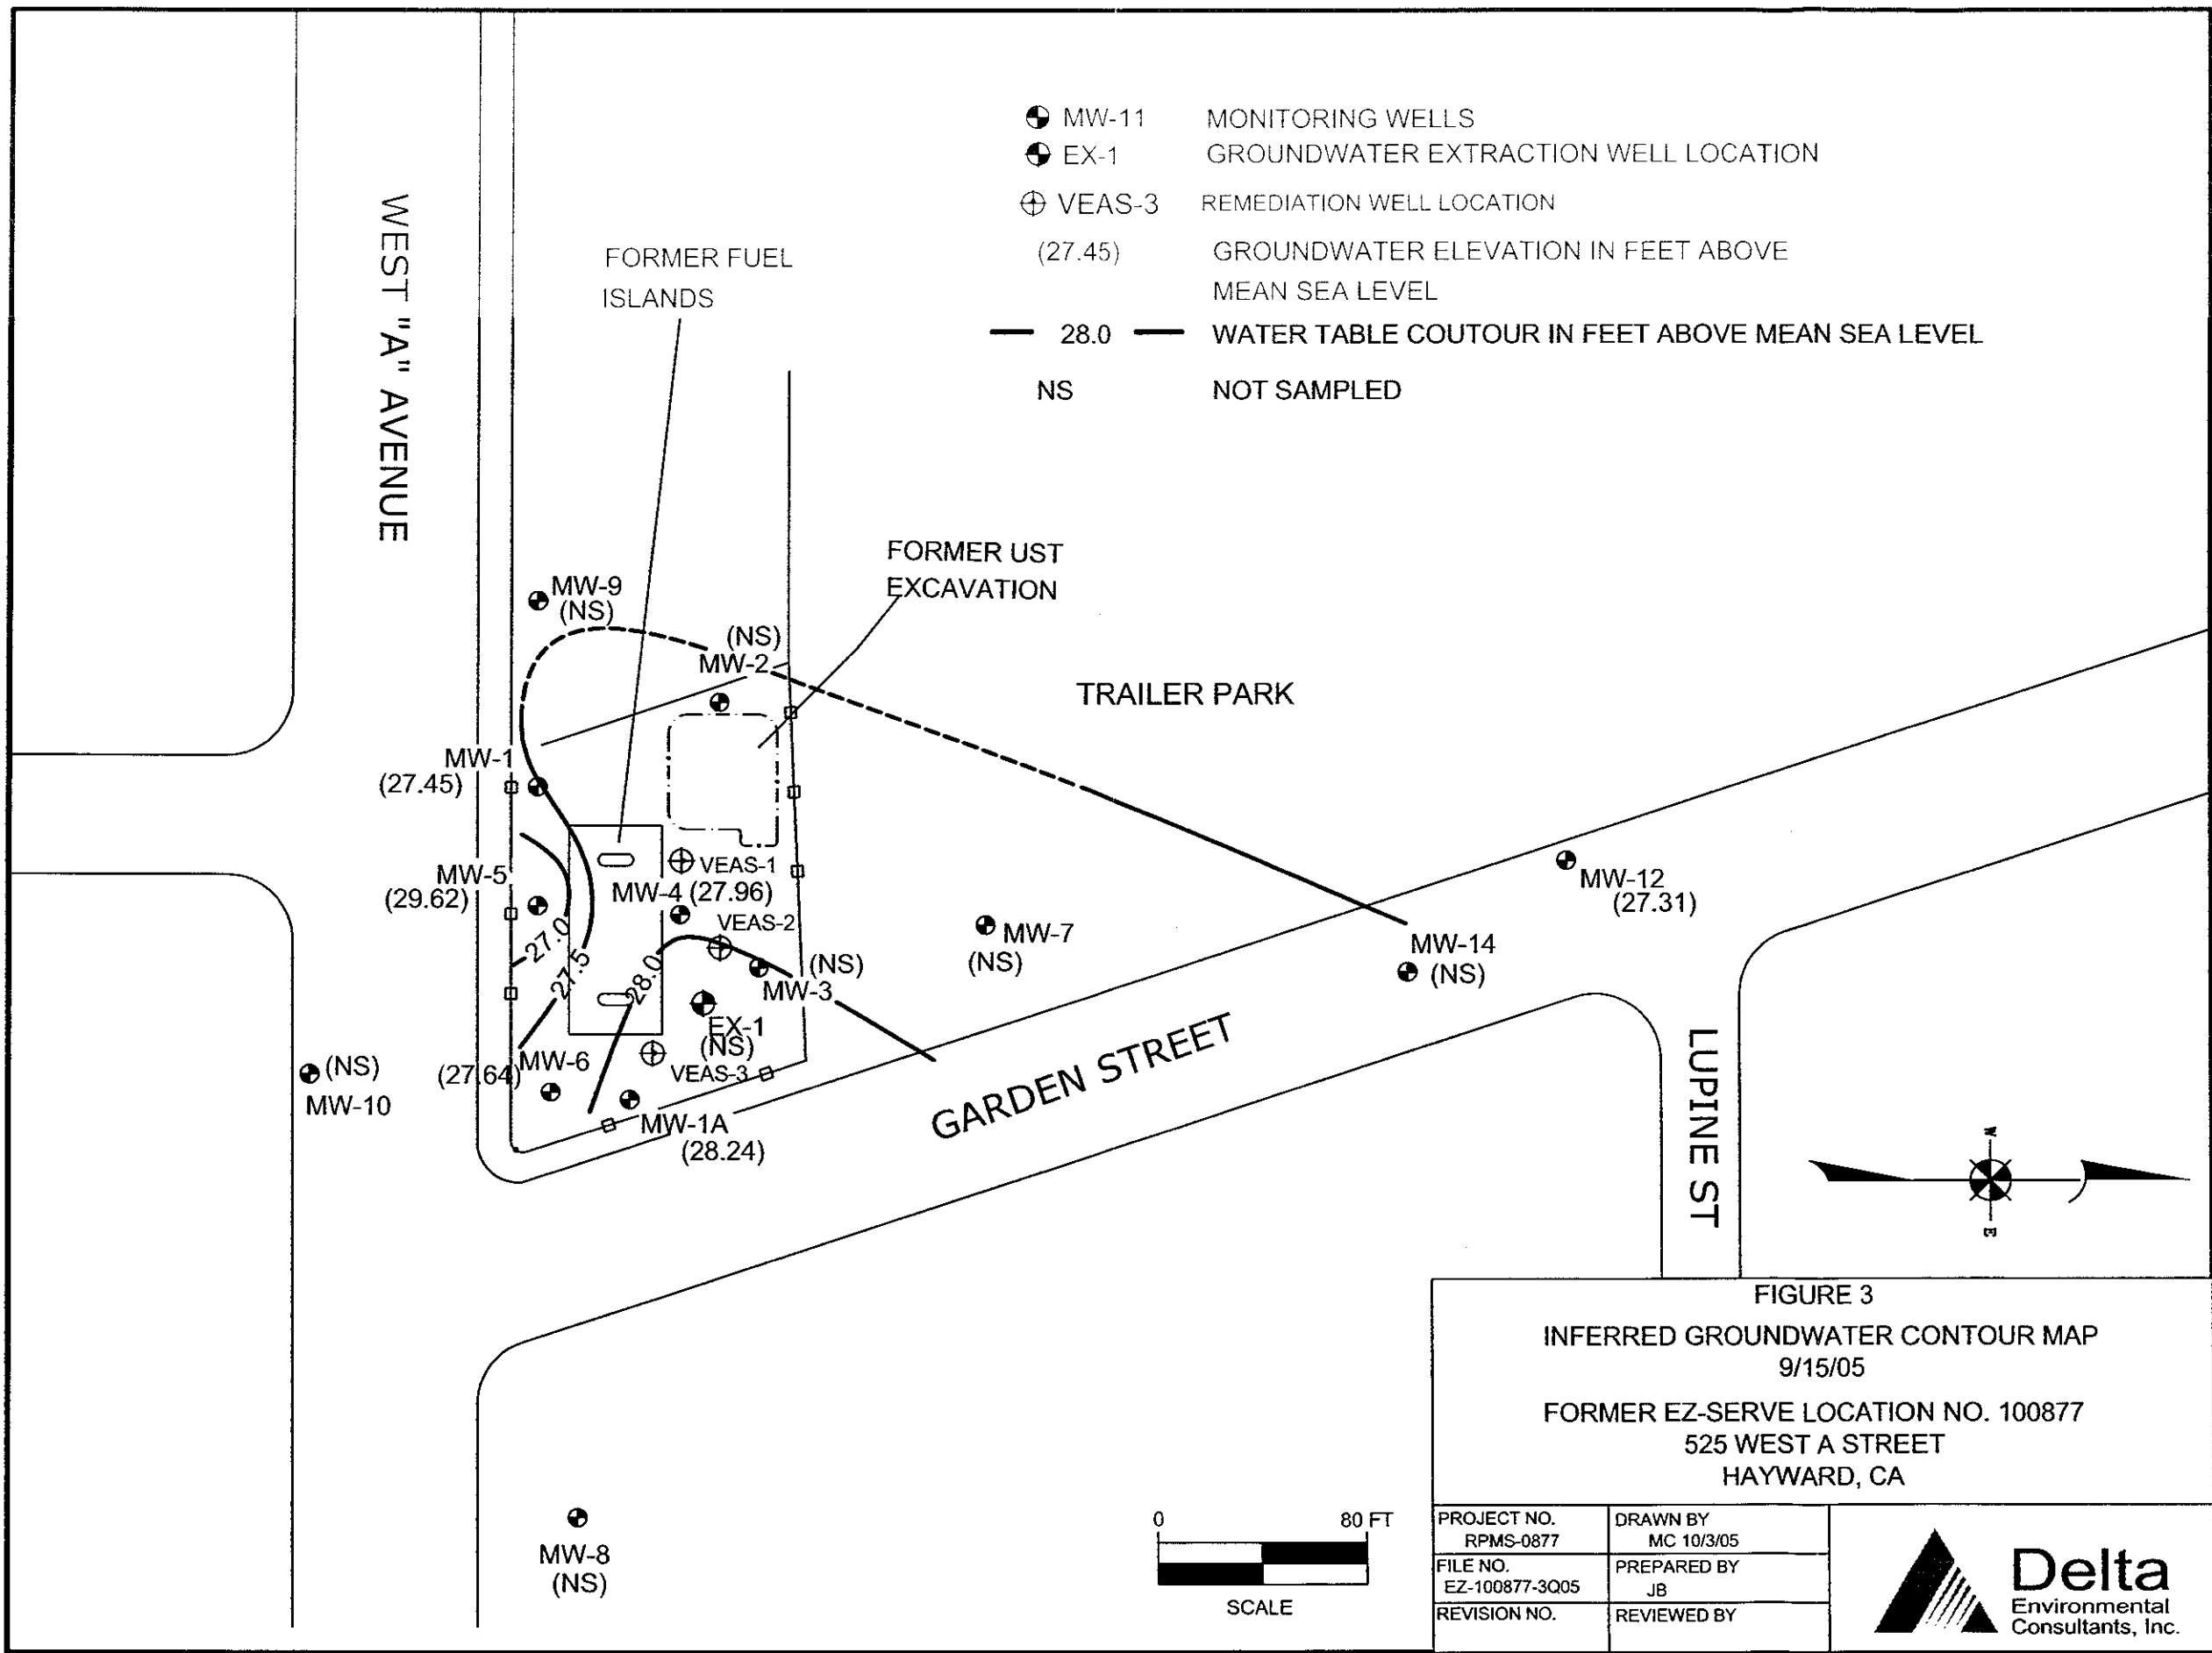 MW-11 MONITORING WELLS
EX-1 GROUNDWATER EXTRACTION WELL LOCATION
VEAS-3 REMEDIATION WELL LOCATION
(27.45) GROUNDWATER ELEVATION IN FEET ABOVE
MEAN SEA LEVEL
28.0 WATER TABLE COUTOUR IN FEET ABOVE MEAN SEA LEVEL
NS NOT SAMPLED
WEST "A" AVENUE
FORMER FUEL
ISLANDS
FORMER UST
EXCAVATION
MW-9
(NS)
(NS)
MW-2
TRAILER PARK
MW-1
(27.45)
MW-5
(29.62)
VEAS-1
MW-4 (27.96)
VEAS-2
MW-12
(27.31)
MW-7
(NS)
MW-14
(NS)
(NS)
MW-3
27.0
27.5
28.0
EX-1
(NS)
MW-6
(27.64)
VEAS-3
(NS)
MW-10
MW-1A
(28.24)
GARDEN STREET
LUPINE ST
W
E
MW-8
(NS)
0 80 FT
SCALE
FIGURE 3
INFERRED GROUNDWATER CONTOUR MAP
9/15/05
FORMER EZ-SERVE LOCATION NO. 100877
525 WEST A STREET
HAYWARD, CA
PROJECT NO.
RPMS-0877
DRAWN BY
MC 10/3/05
FILE NO.
EZ-100877-3Q05
PREPARED BY
JB
REVISION NO.
REVIEWED BY
Delta
Environmental
Consultants, Inc.